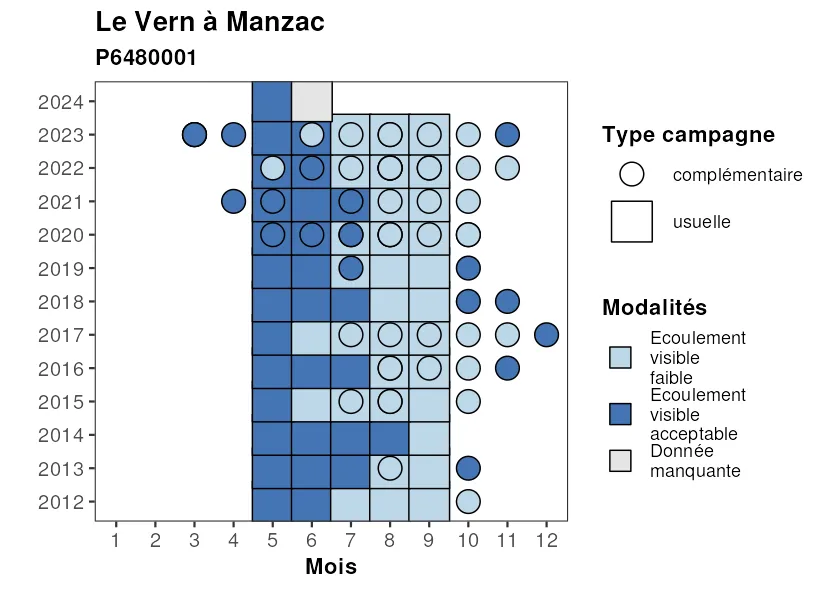 Le Vern à Manzac
P6480001
2024
2023
2022
2021
2020
2019
2018
2017
2016
2015
2014
2013
2012
1 2 3 4 5 6 7 8 9 10 11 12
Mois
Type campagne
complémentaire
usuelle
Modalités
Ecoulement
visible
faible
Ecoulement
visible
acceptable
Donnée
manquante